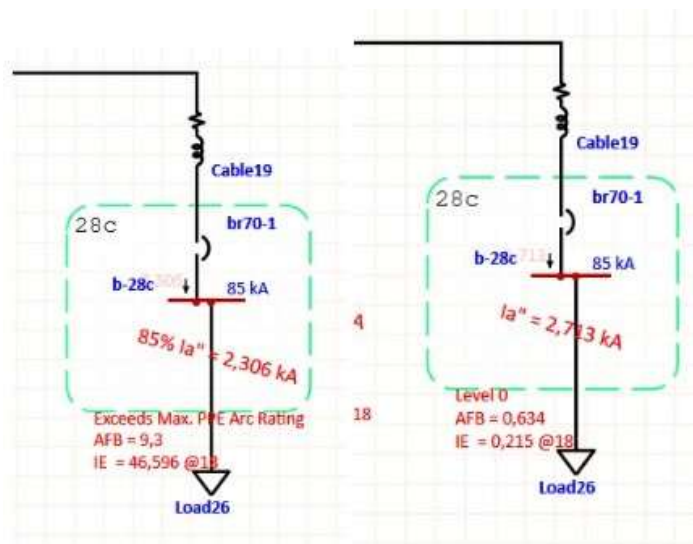 Cable19
28c
br70-1
b-28c
85 kA
85% Ia" = 2,306 kA
Exceeds Max. PPE Arc Rating
AFB = 9,3
IE = 46,596 @18
Load26
Cable19
28c
br70-1
b-28c
85 kA
Ia" = 2,713 kA
4
18
Level 0
AFB = 0,634
IE = 0,215 @18
Load26